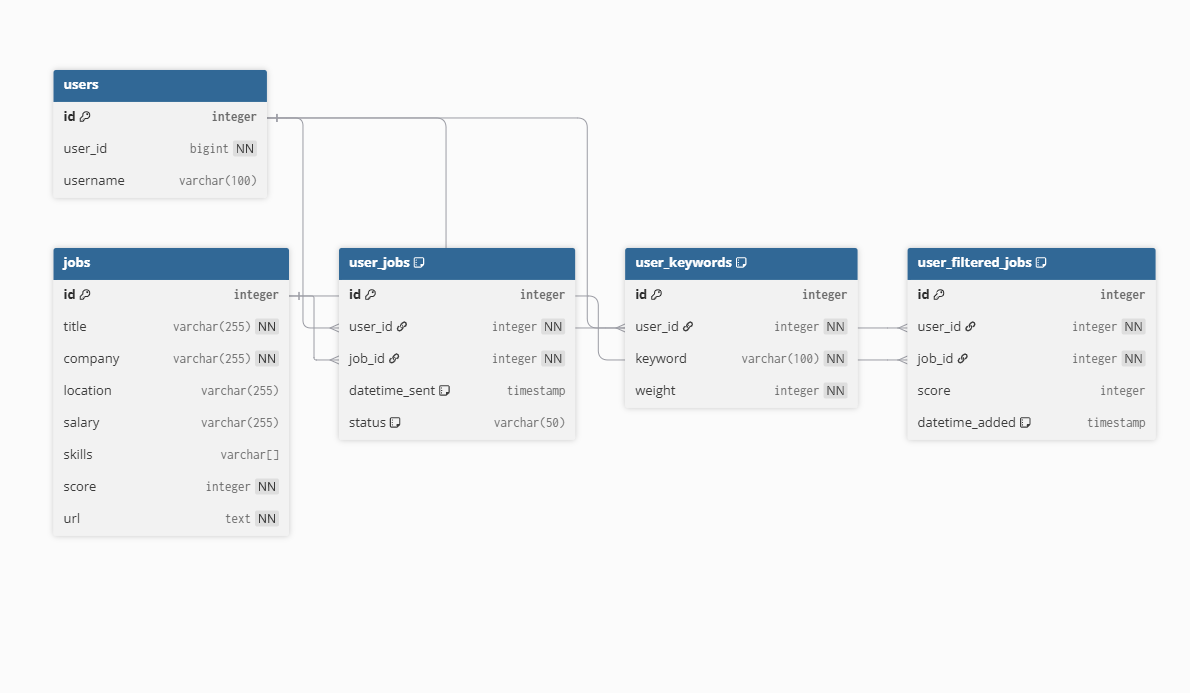 users
id integer
user_id bigint NN
username varchar(100)
jobs
id integer
title varchar(255) NN
company varchar(255) NN
location varchar(255)
salary varchar(255)
skills varchar[]
score integer NN
url text NN
user_jobs
id integer
user_id integer NN
job_id integer NN
datetime_sent timestamp
status varchar(50)
user_keywords
id integer
user_id integer NN
keyword varchar(100) NN
weight integer NN
user_filtered_jobs
id integer
user_id integer NN
job_id integer NN
score integer
datetime_added timestamp